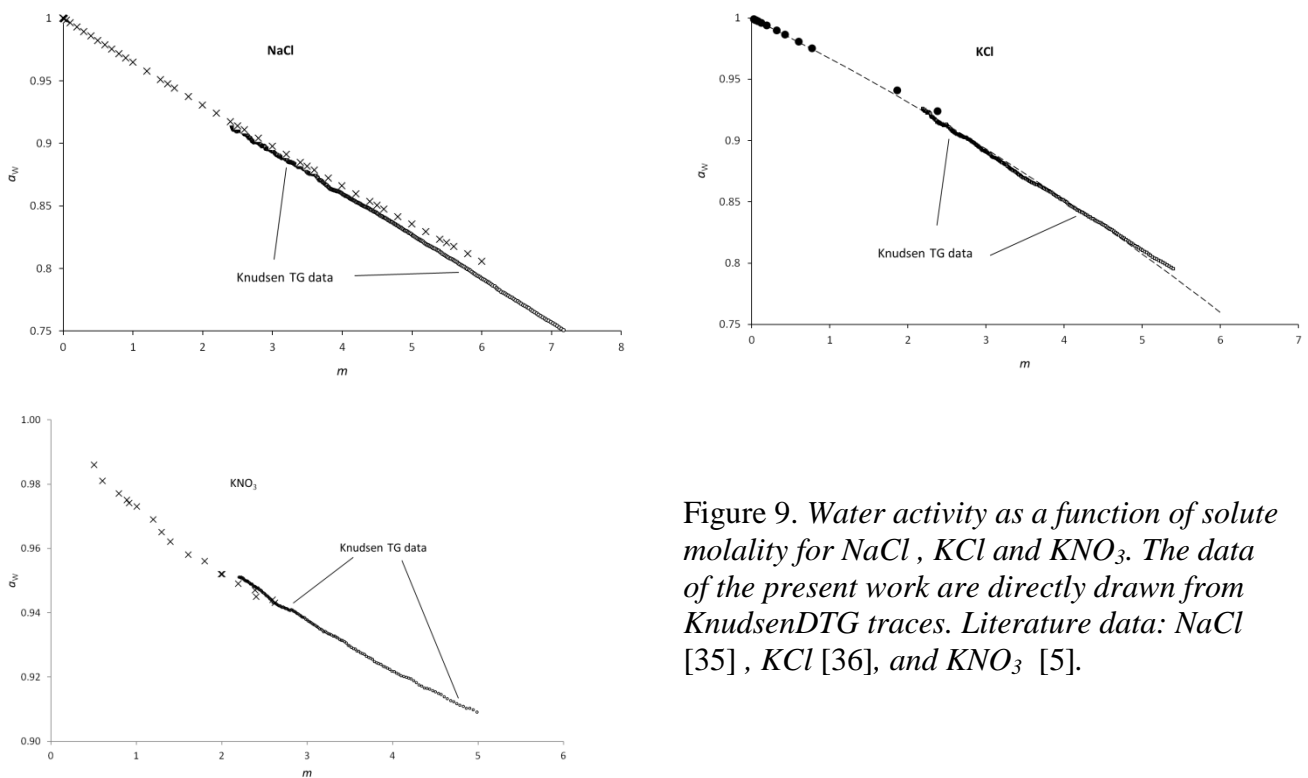 NaCl
1
0.95
0.9
0.85
0.8
0.75
aW
Knudsen TG data
0 1 2 3 4 5 6 7 8
m
KCl
1
0.95
0.9
0.85
0.8
0.75
aW
Knudsen TG data
0 1 2 3 4 5 6 7
m
1.00
0.98
0.96
0.94
0.92
0.90
aW
KNO3
Knudsen TG data
0 1 2 3 4 5 6
m
Figure 9. Water activity as a function of solute
molality for NaCl , KCl and KNO3. The data
of the present work are directly drawn from
KnudsenDTG traces. Literature data: NaCl
[35] , KCl [36], and KNO3 [5].